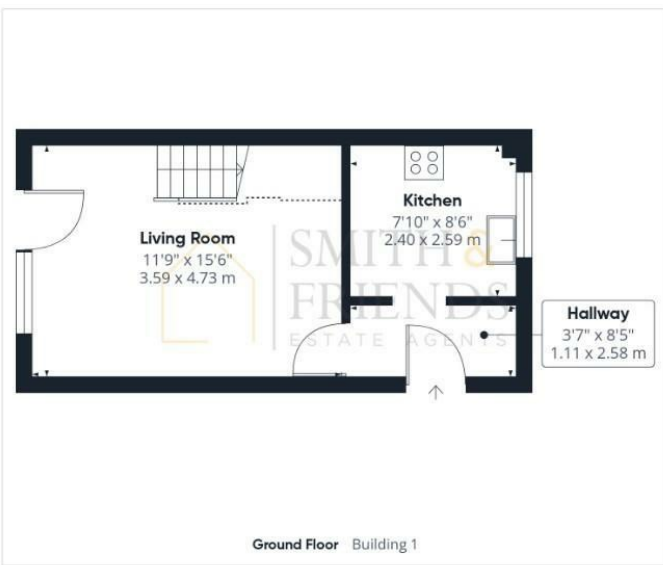 Kitchen
7'10" x 8'6"
2.40 x 2.59 m
Living Room
11'9" x 15'6"
3.59 x 4.73 m
SMITH &
FRIENDS
ESTATE AGENTS
Hallway
3'7" x 8'5"
1.11 x 2.58 m
Ground Floor Building 1